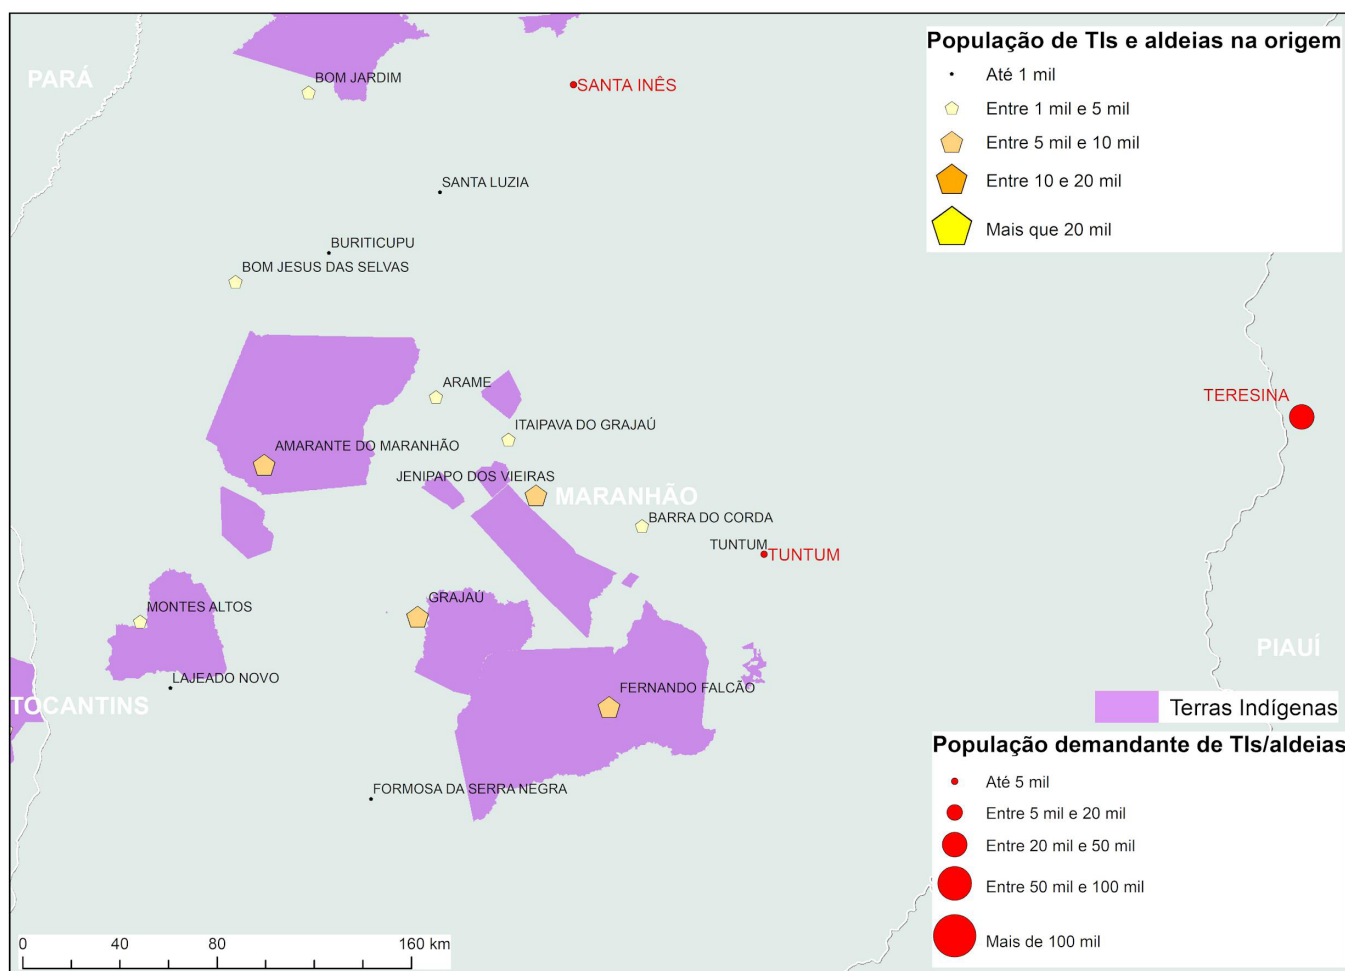 População de TIs e aldeias na origem
Até 1 mil
Entre 1 mil e 5 mil
Entre 5 mil e 10 mil
Entre 10 e 20 mil
Mais que 20 mil
PARÁ
BOM JARDIM
SANTA INÊS
SANTA LUZIA
BURITICUPU
BOM JESUS DAS SELVAS
ARAME
TERESINA
ITAIPAVA DO GRAJAÚ
AMARANTE DO MARANHÃO
JENIPAPO DOS VIEIRAS
MARANHÃO
BARRA DO CORDA
TUNTUM
TUNTUM
GRAJAÚ
MONTES ALTOS
PIAUÍ
LAJEADO NOVO
FERNANDO FALCÃO
TOCANTINS
Terras Indígenas
População demandante de TIs/aldeias
Até 5 mil
Entre 5 mil e 20 mil
Entre 20 mil e 50 mil
Entre 50 mil e 100 mil
Mais de 100 mil
FORMOSA DA SERRA NEGRA
0 40 80 160 km